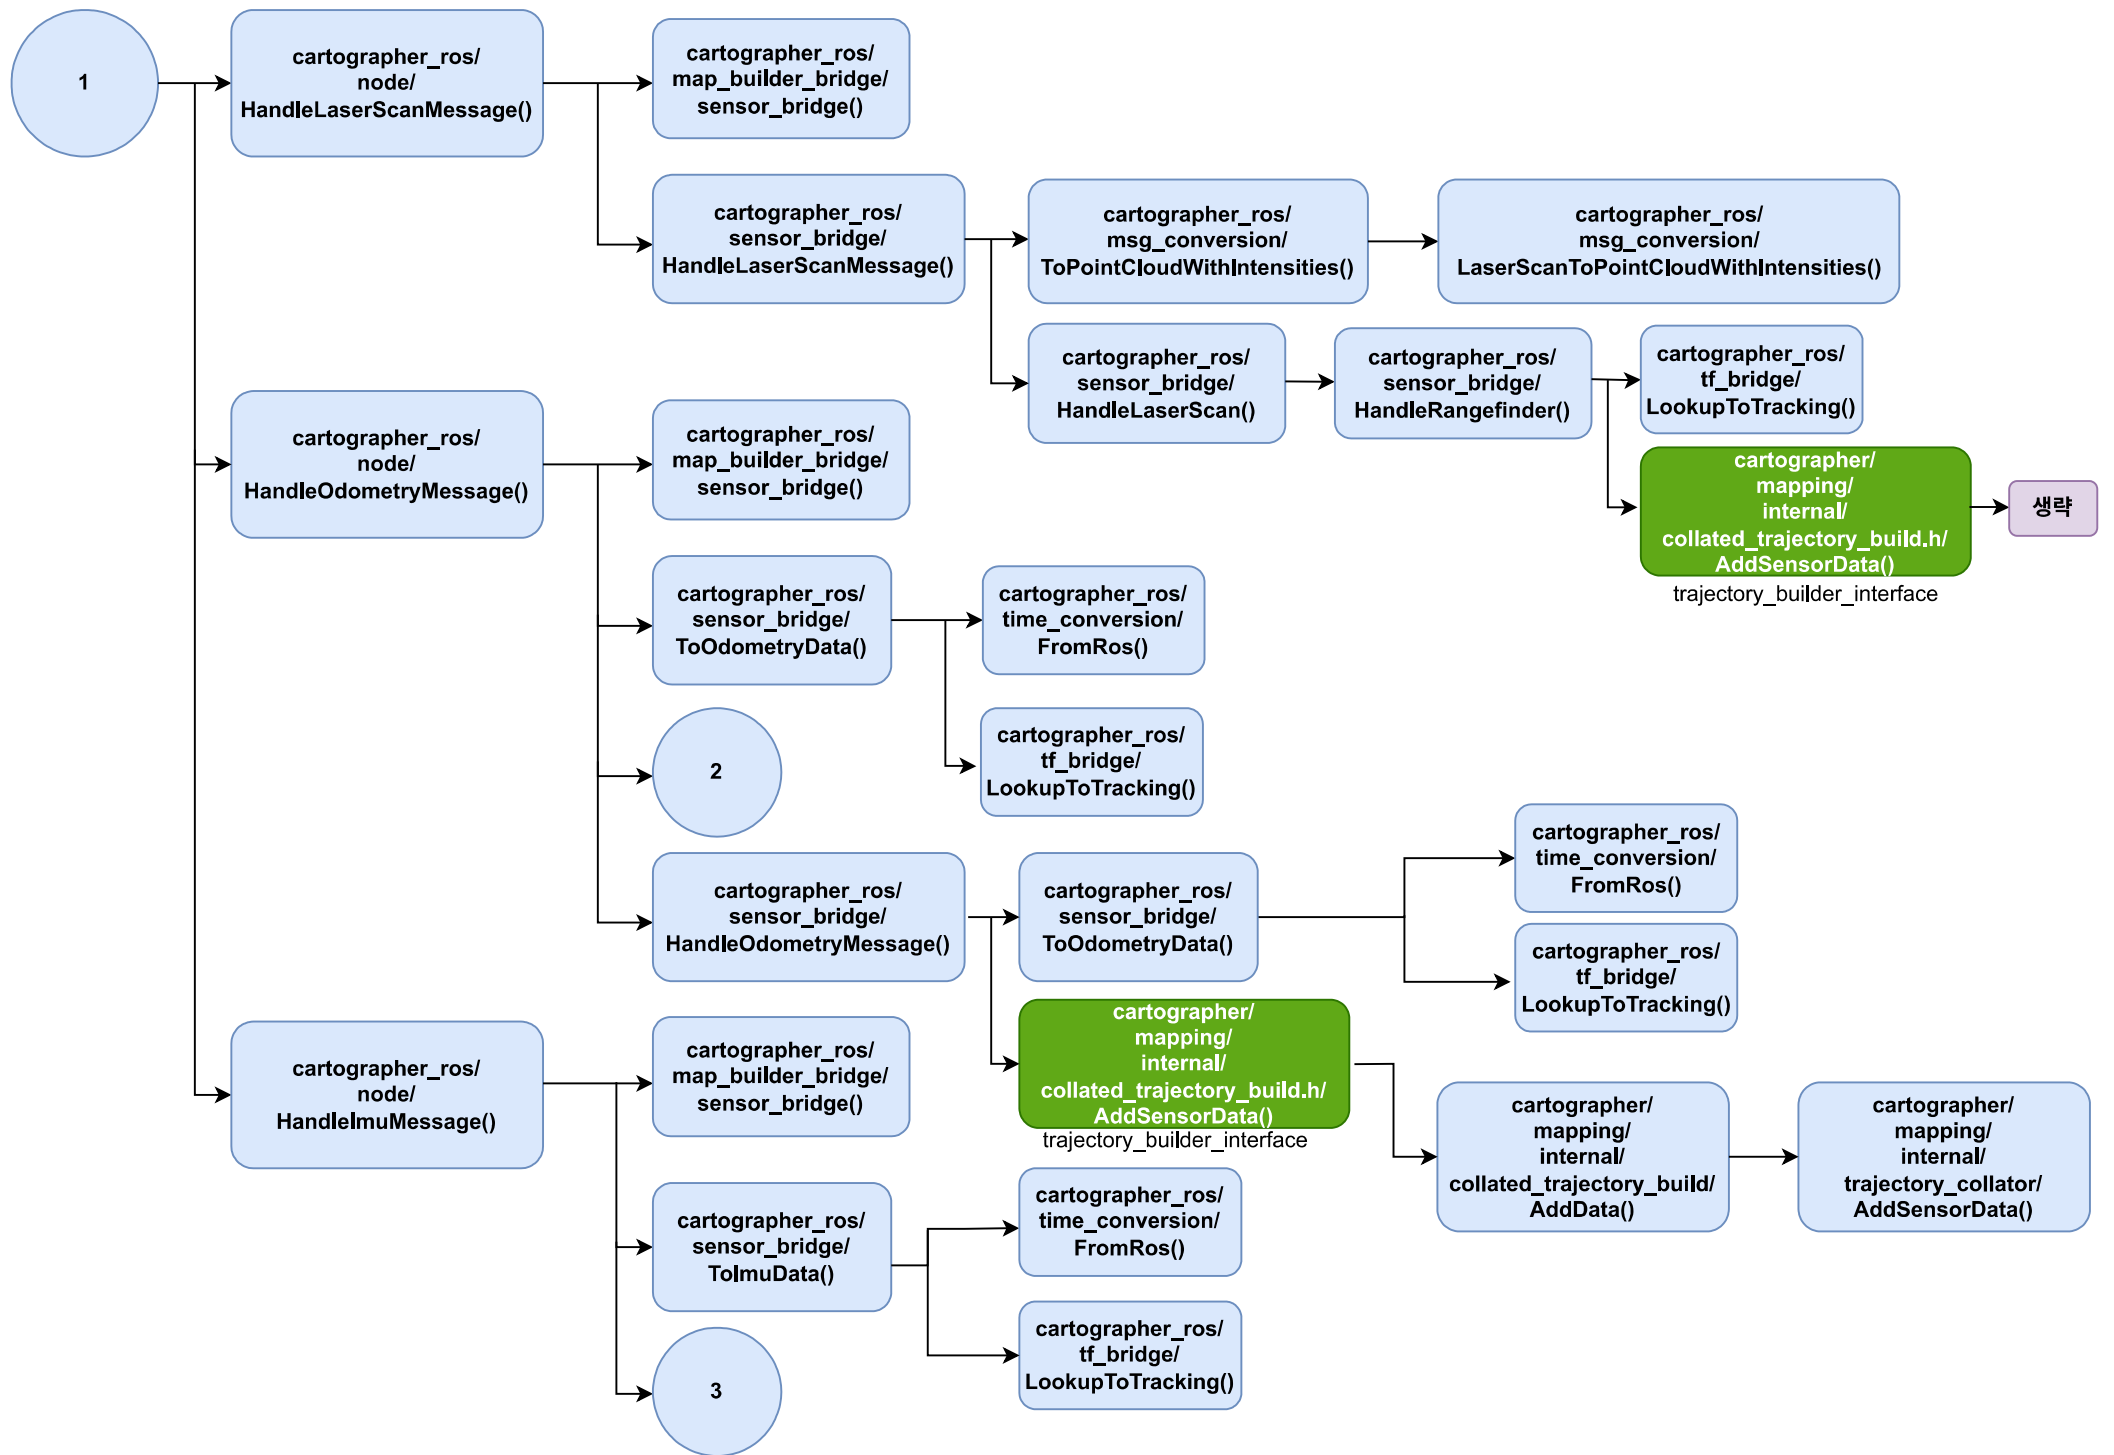 1
cartographer_ros/
node/
HandleLaserScanMessage()
cartographer_ros/
map_builder_bridge/
sensor_bridge()
cartographer_ros/
sensor_bridge/
HandleLaserScanMessage()
cartographer_ros/
msg_conversion/
ToPointCloudWithIntensities()
cartographer_ros/
msg_conversion/
LaserScanToPointCloudWithIntensities()
cartographer_ros/
sensor_bridge/
HandleLaserScan()
cartographer_ros/
sensor_bridge/
HandleRangefinder()
cartographer_ros/
tf_bridge/
LookupToTracking()
cartographer/
mapping/
internal/
collated_trajectory_build.h/
AddSensorData()
trajectory_builder_interface
생략
cartographer_ros/
node/
HandleOdometryMessage()
cartographer_ros/
map_builder_bridge/
sensor_bridge()
cartographer_ros/
sensor_bridge/
ToOdometryData()
cartographer_ros/
time_conversion/
FromRos()
cartographer_ros/
tf_bridge/
LookupToTracking()
2
cartographer_ros/
sensor_bridge/
HandleOdometryMessage()
cartographer_ros/
sensor_bridge/
ToOdometryData()
cartographer_ros/
time_conversion/
FromRos()
cartographer_ros/
tf_bridge/
LookupToTracking()
cartographer/
mapping/
internal/
collated_trajectory_build.h/
AddSensorData()
trajectory_builder_interface
cartographer/
mapping/
internal/
collated_trajectory_build/
AddData()
cartographer/
mapping/
internal/
trajectory_collator/
AddSensorData()
cartographer_ros/
node/
HandleImuMessage()
cartographer_ros/
map_builder_bridge/
sensor_bridge()
cartographer_ros/
sensor_bridge/
ToImuData()
cartographer_ros/
time_conversion/
FromRos()
cartographer_ros/
tf_bridge/
LookupToTracking()
3